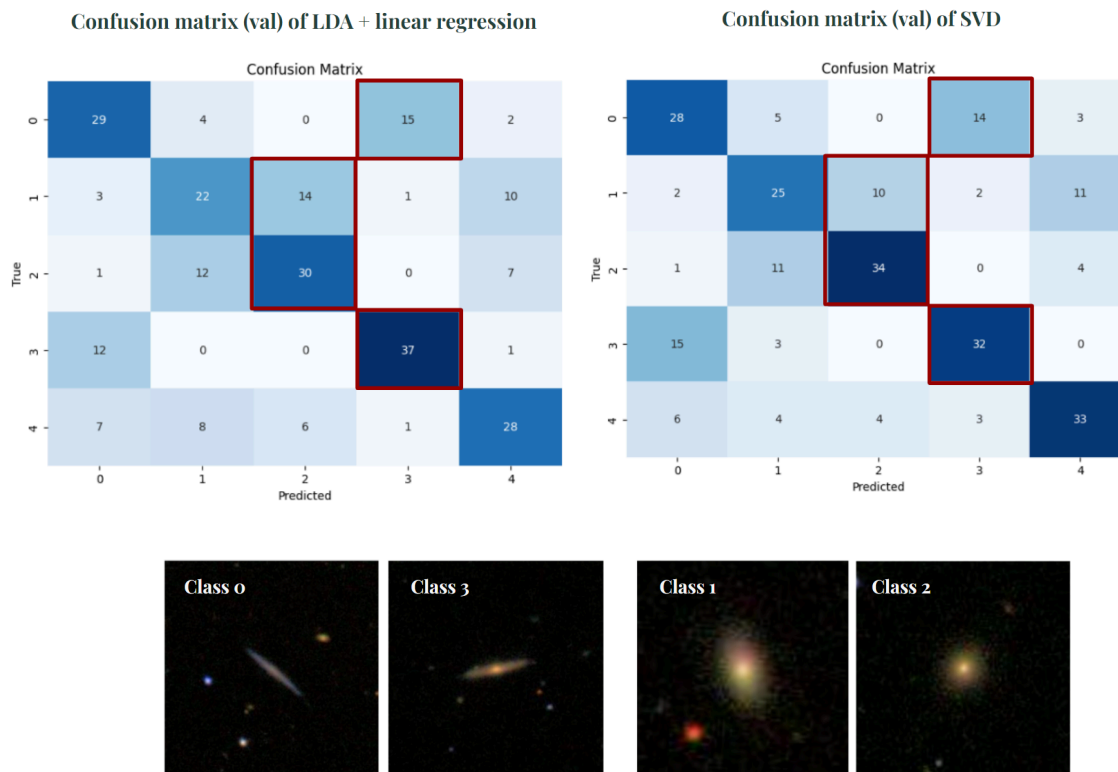 Confusion matrix (val) of LDA + linear regression
Confusion Matrix
0 29 4 0 15 2
1 3 22 14 1 10
2 1 12 30 0 7
3 12 0 0 37 1
4 7 8 6 1 28
True
0 1 2 3 4
Predicted
Confusion matrix (val) of SVD
Confusion Matrix
0 28 5 0 14 3
1 2 25 10 2 11
2 1 11 34 0 4
3 15 3 0 32 0
4 6 4 4 3 33
True
0 1 2 3 4
Predicted
Class 0
Class 3
Class 1
Class 2